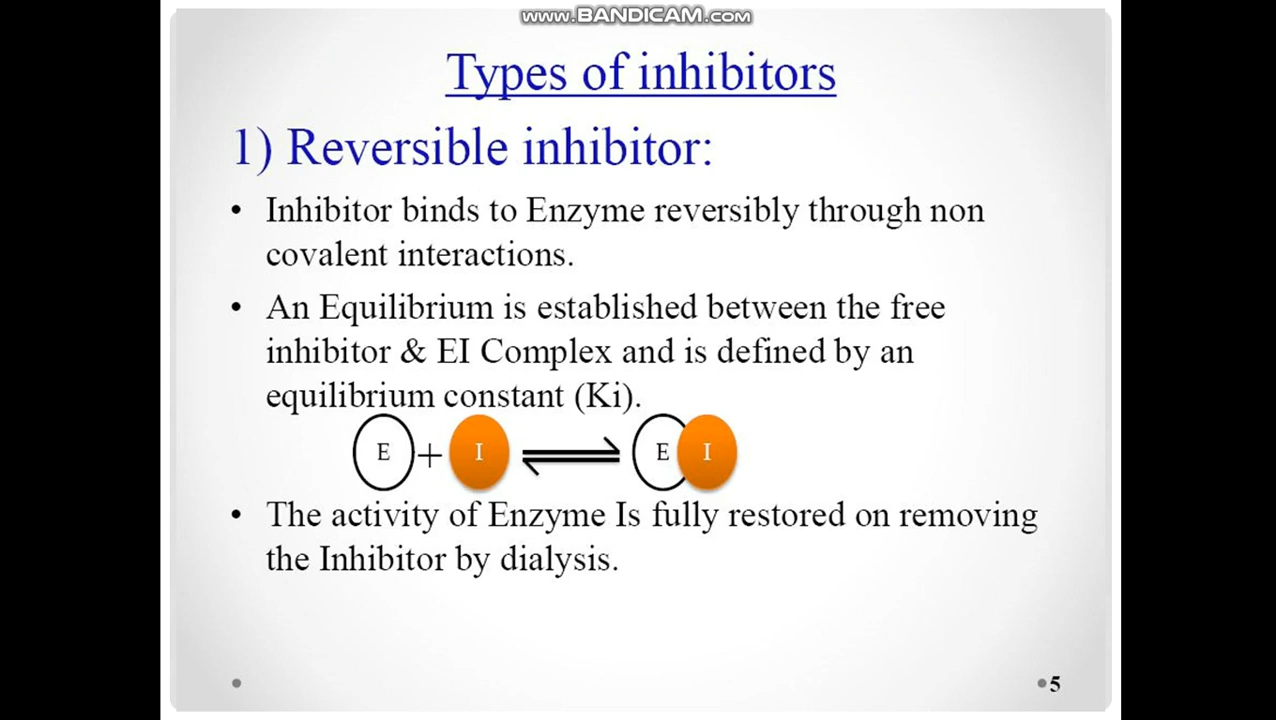 www.BANDICAM.com
Types of inhibitors
1) Reversible inhibitor:
• Inhibitor binds to Enzyme reversibly through non
covalent interactions.
• An Equilibrium is established between the free
inhibitor & EI Complex and is defined by an
equilibrium constant (Ki).
E + I ⇌ E I
• The activity of Enzyme Is fully restored on removing
the Inhibitor by dialysis.
• 5